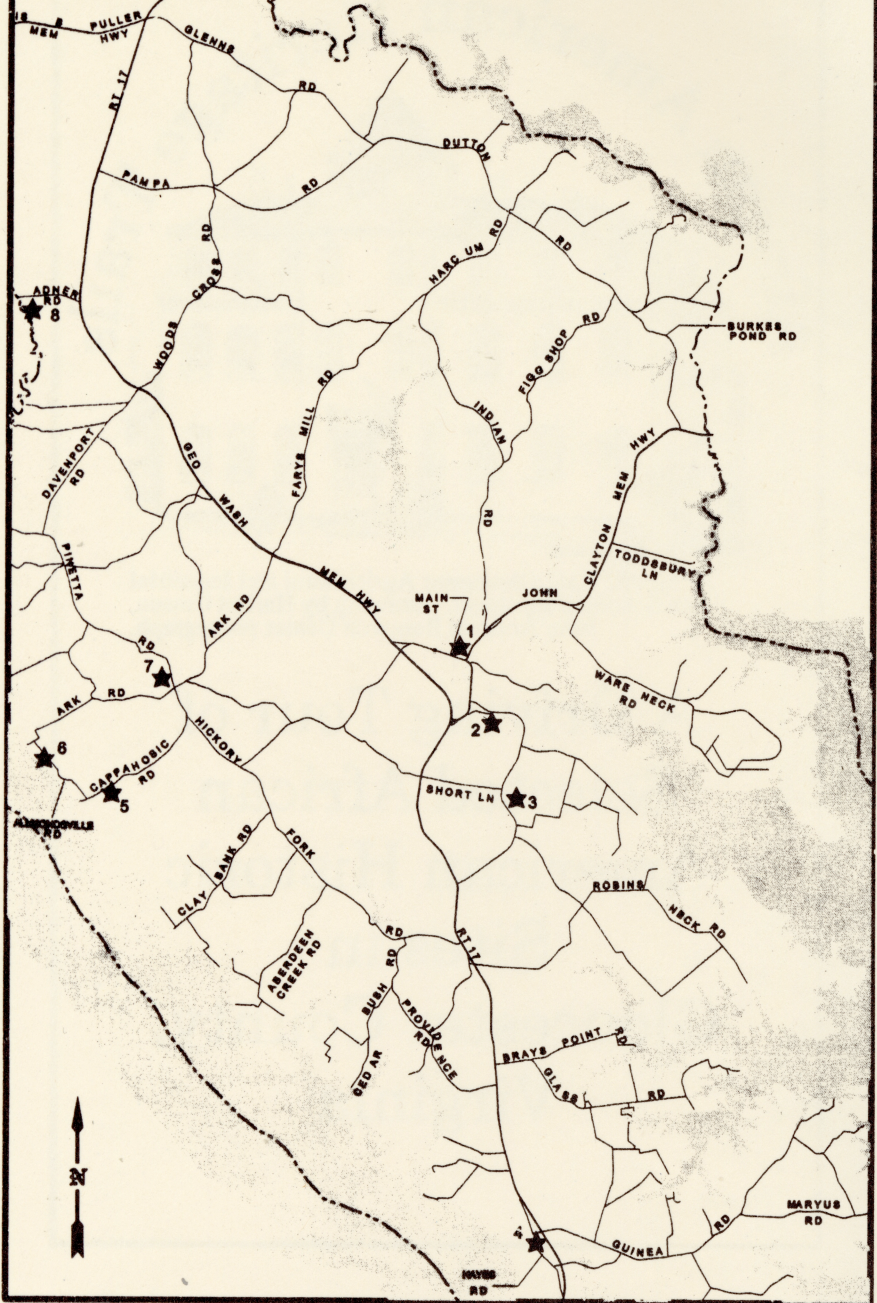 PULLER
MEM HWY
GLENNS
RD
RT 17
DUTTON
PAMPA
RD
RD
HARCUM RD
RD
ADNER
RD
8
CROSS
WOODS
BURKES
POND RD
FIGG SHOP RD
RD
FARYS MILL
INDIAN
RD
DAVENPORT
RD
GEO
WASH
MEM HWY
CLAYTON MEM HWY
TODDSBURY
LN
PINETTA
RD
ARK RD
MAIN
ST
JOHN
1
7
ARK RD
WARE NECK
RD
HICKORY
2
6
CAPPAHOSIC
RD
5
SHORT LN
3
ALLMONDSVILLE
RD
FORK
RD
CLAY BANK RD
ROBINS
NECK RD
RT 17
ABERDEEN
CREEK RD
CEDAR
BUSH
RD
PROVIDENCE
RD
BRAYS POINT RD
GLASS
RD
N
MARYUS
RD
4
GUINEA
RD
HAYES
RD